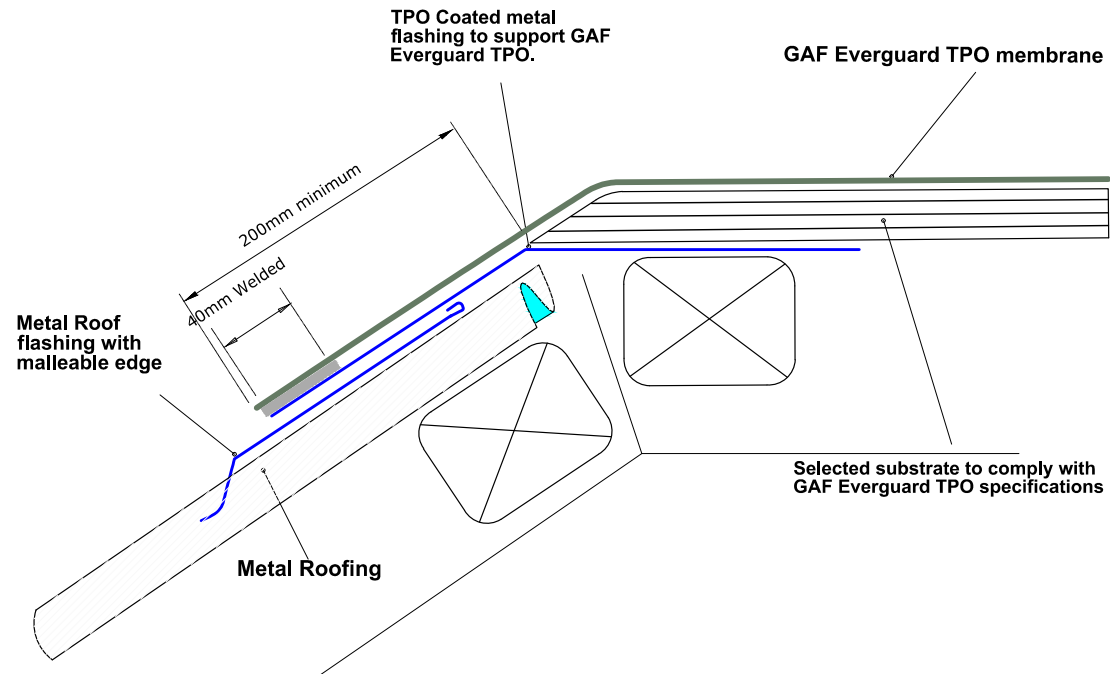 TPO Coated metal
flashing to support GAF
Everguard TPO.
GAF Everguard TPO membrane
200mm minimum
40mm Welded
Metal Roof
flashing with
malleable edge
Selected substrate to comply with
GAF Everguard TPO specifications
Metal Roofing